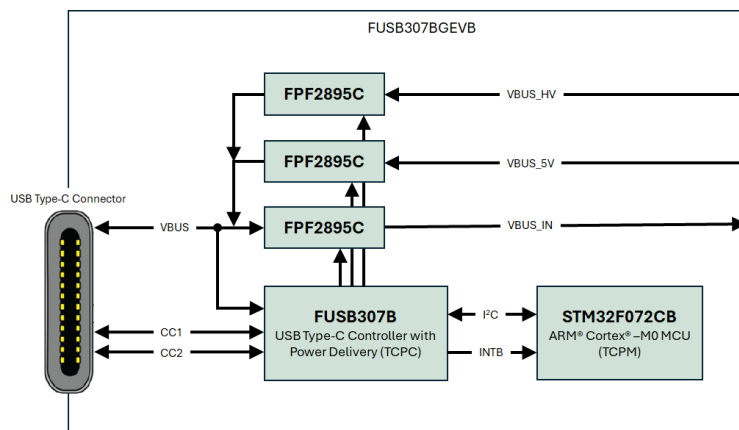 FUSB307BGEVB
FPF2895C
VBUS_HV
FPF2895C
VBUS_5V
USB Type-C Connector
VBUS
FPF2895C
VBUS_IN
FUSB307B
USB Type-C Controller with
Power Delivery (TCPC)
I²C
INTB
STM32F072CB
ARM® Cortex® –M0 MCU
(TCPM)
CC1
CC2